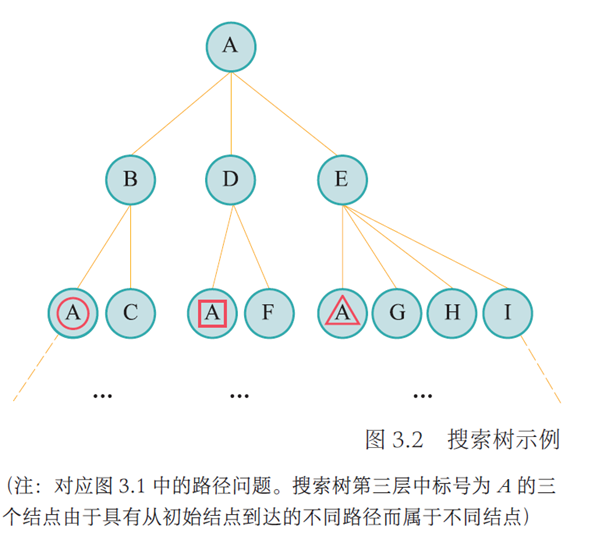 A
B D E
A C A F A G H I
... ... ...
图 3.2 搜索树示例
(注：对应图 3.1 中的路径问题。搜索树第三层中标号为 A 的三
个结点由于具有从初始结点到达的不同路径而属于不同结点)